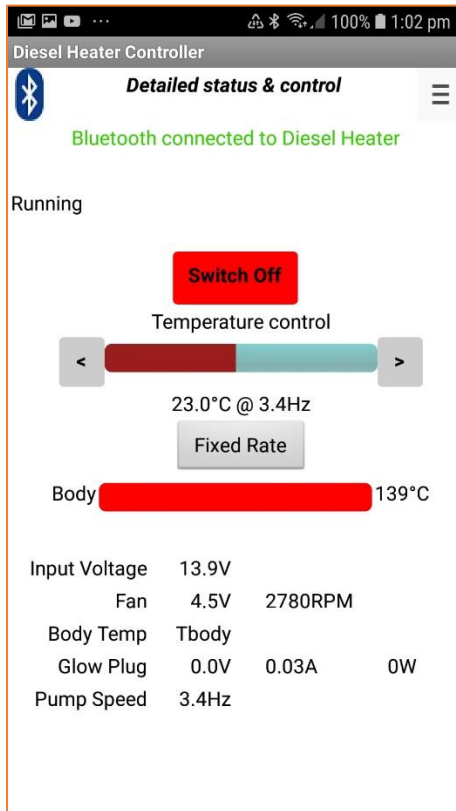 100% 1:02 pm
Diesel Heater Controller
Detailed status & control
Bluetooth connected to Diesel Heater
Running
Switch Off
Temperature control
< >
23.0°C @ 3.4Hz
Fixed Rate
Body 139°C
Input Voltage 13.9V
Fan 4.5V 2780RPM
Body Temp Tbody
Glow Plug 0.0V 0.03A 0W
Pump Speed 3.4Hz